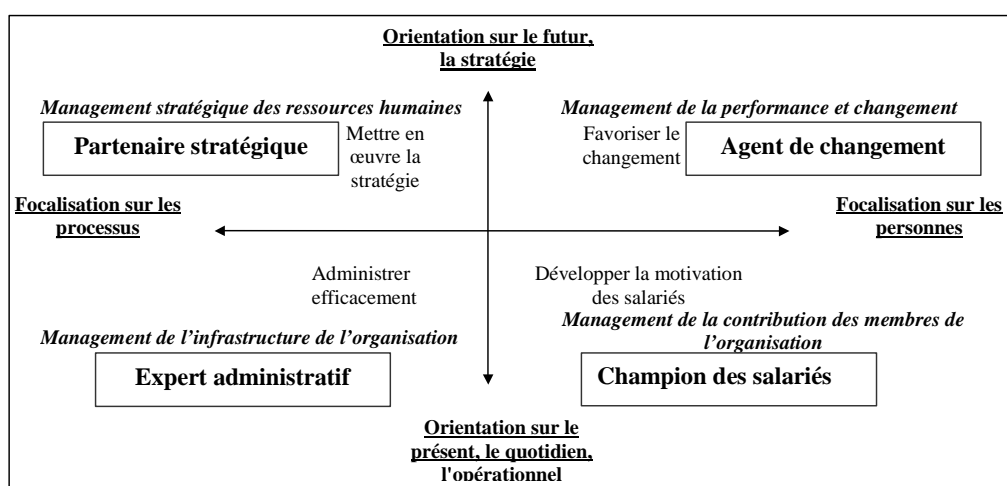 Orientation sur le futur,
la stratégie
Management stratégique des ressources humaines
Partenaire stratégique
Mettre en
œuvre la
stratégie
Management de la performance et changement
Favoriser le
changement
Agent de changement
Focalisation sur les
processus
Focalisation sur les
personnes
Administrer
efficacement
Développer la motivation
des salariés
Management de l’infrastructure de l’organisation
Expert administratif
Management de la contribution des membres de
l’organisation
Champion des salariés
Orientation sur le
présent, le quotidien,
l'opérationnel